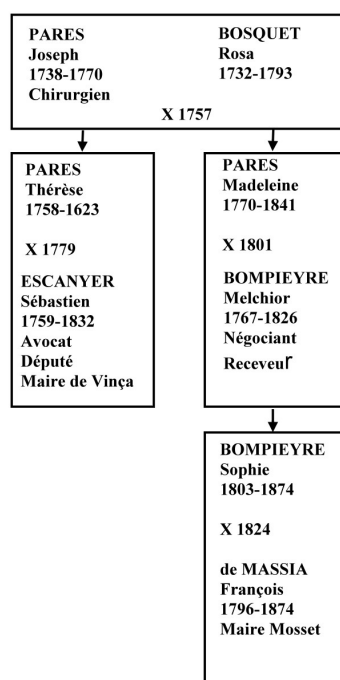 PARES
Joseph
1738-1770
Chirurgien
BOSQUET
Rosa
1732-1793
X 1757
PARES
Thérèse
1758-1623
X 1779
ESCANYER
Sébastien
1759-1832
Avocat
Député
Maire de Vinça
PARES
Madeleine
1770-1841
X 1801
BOMPIEYRE
Melchior
1767-1826
Négociant
Receveur
BOMPIEYRE
Sophie
1803-1874
X 1824
de MASSIA
François
1796-1874
Maire Mosset